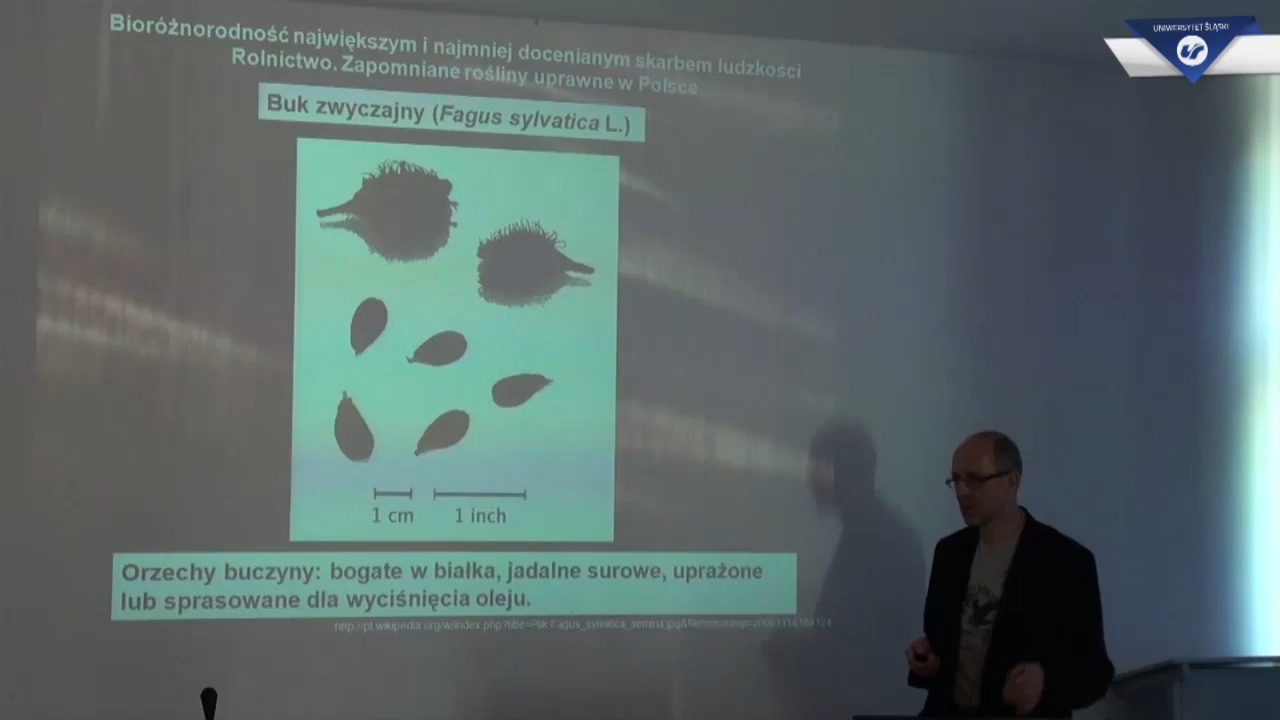 UNIWERSYTET ŚLĄSKI
Bioróżnorodność największym i najmniej docenianym skarbem ludzkości
Rolnictwo. Zapomniane rośliny uprawne w Polsce
Buk zwyczajny (Fagus sylvatica L.)
1 cm 1 inch
Orzechy buczyny: bogate w białka, jadalne surowe, uprażone
lub sprasowane dla wyciśnięcia oleju.